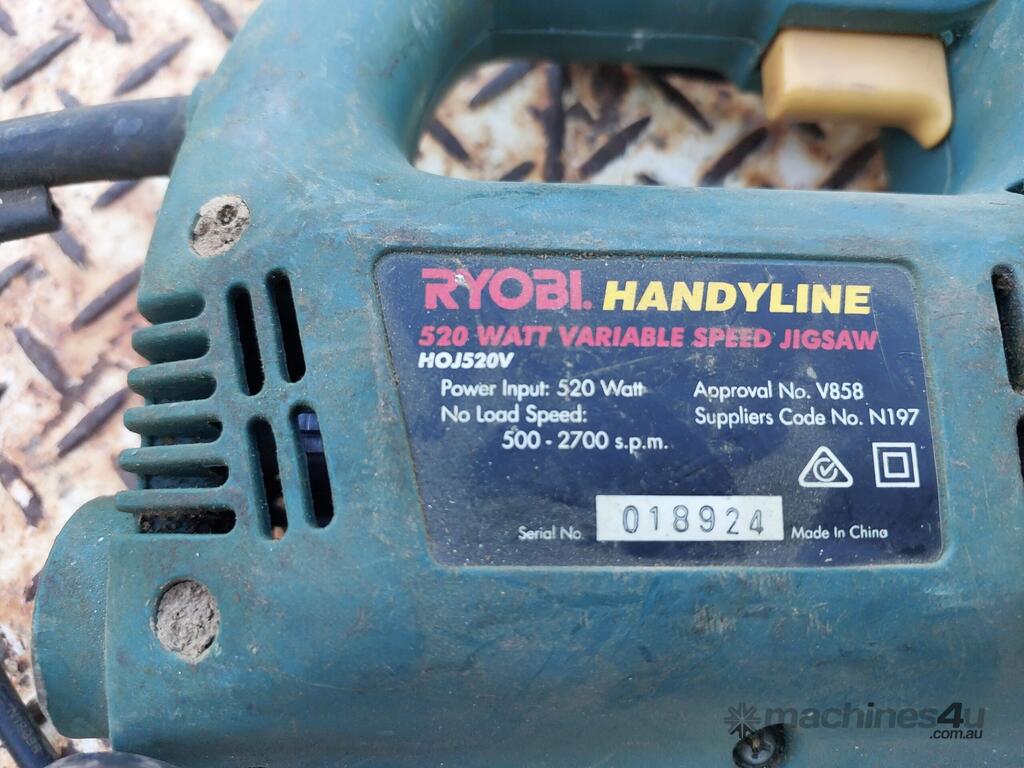 RYOBI. HANDYLINE
520 WATT VARIABLE SPEED JIGSAW
HOJ520V
Power Input: 520 Watt
No Load Speed:
500 - 2700 s.p.m.
Approval No. V858
Suppliers Code No. N197
Serial No. 018924 Made In China
machines4u
.com.au